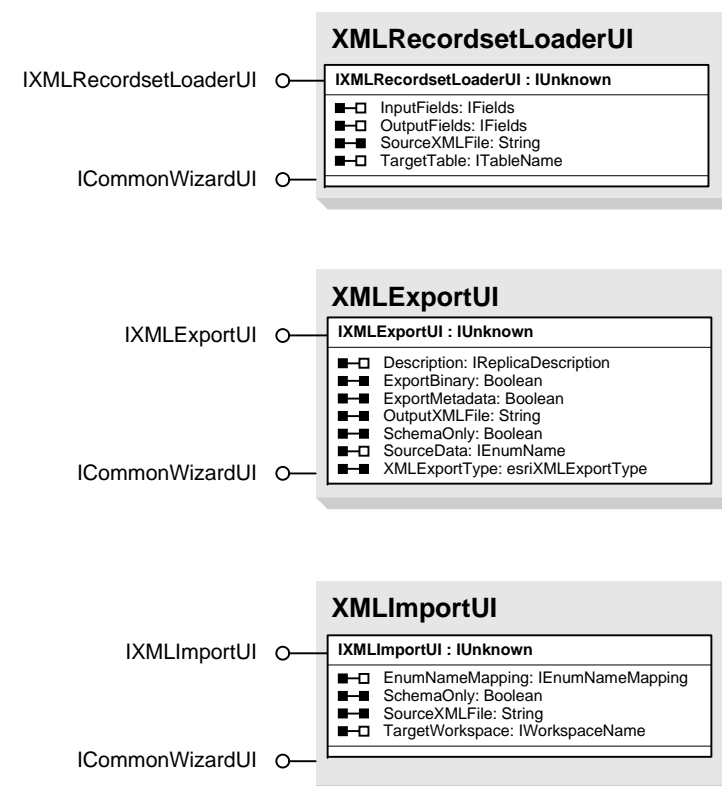 XMLRecordsetLoaderUI
IXMLRecordsetLoaderUI
IXMLRecordsetLoaderUI : IUnknown
InputFields: IFields
OutputFields: IFields
SourceXMLFile: String
TargetTable: ITableName
ICommonWizardUI
XMLExportUI
IXMLExportUI
IXMLExportUI : IUnknown
Description: IReplicaDescription
ExportBinary: Boolean
ExportMetadata: Boolean
OutputXMLFile: String
SchemaOnly: Boolean
SourceData: IEnumName
XMLExportType: esriXMLExportType
ICommonWizardUI
XMLImportUI
IXMLImportUI
IXMLImportUI : IUnknown
EnumNameMapping: IEnumNameMapping
SchemaOnly: Boolean
SourceXMLFile: String
TargetWorkspace: IWorkspaceName
ICommonWizardUI